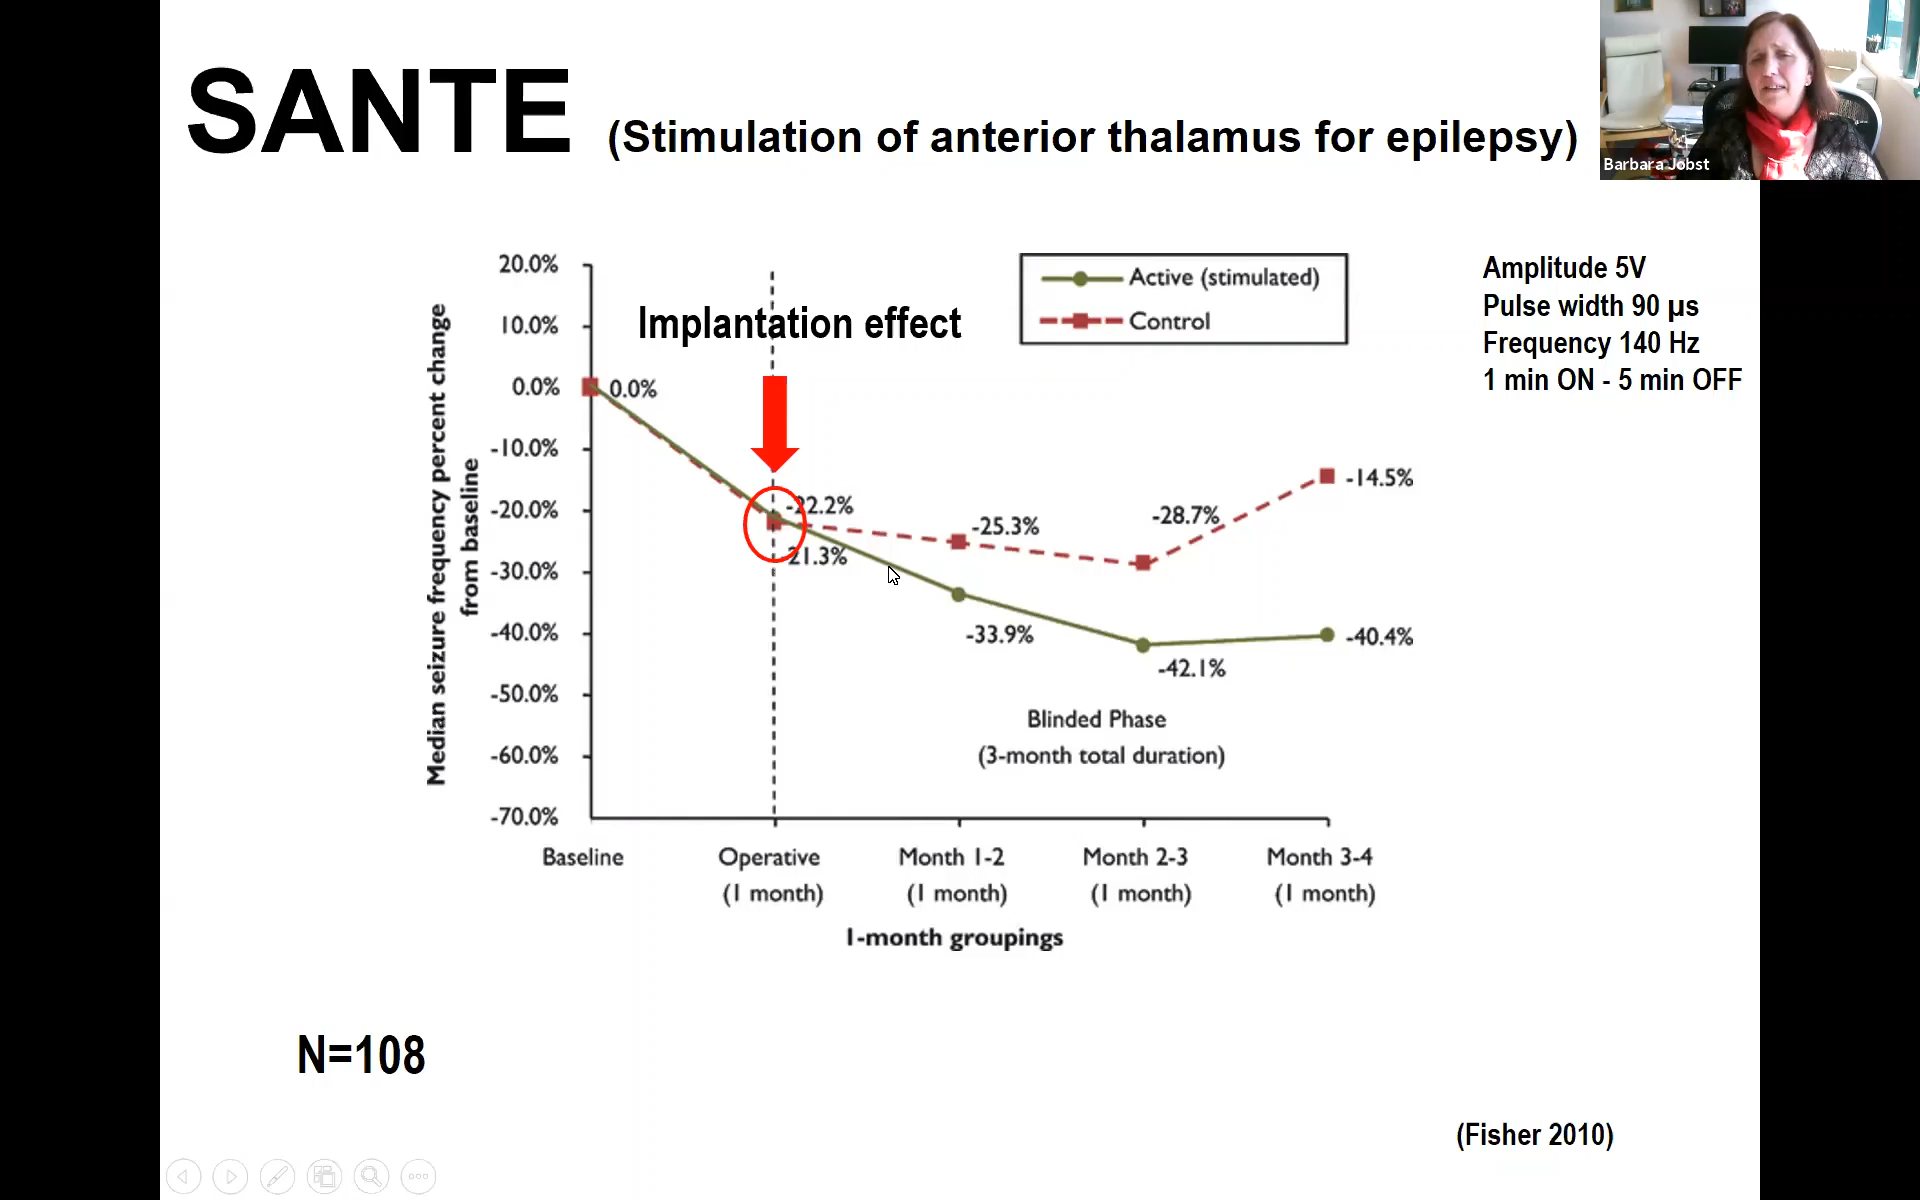 SANTE (Stimulation of anterior thalamus for epilepsy)
Barbara Jobst
Amplitude 5V
Pulse width 90 µs
Frequency 140 Hz
1 min ON - 5 min OFF
Implantation effect
Active (stimulated)
Control
Median seizure frequency percent change
from baseline
20.0%
10.0%
0.0%
-10.0%
-20.0%
-30.0%
-40.0%
-50.0%
-60.0%
-70.0%
0.0%
-22.2%
-21.3%
-25.3%
-28.7%
-14.5%
-33.9%
-42.1%
-40.4%
Blinded Phase
(3-month total duration)
Baseline
Operative
(1 month)
Month 1-2
(1 month)
Month 2-3
(1 month)
Month 3-4
(1 month)
1-month groupings
N=108
(Fisher 2010)